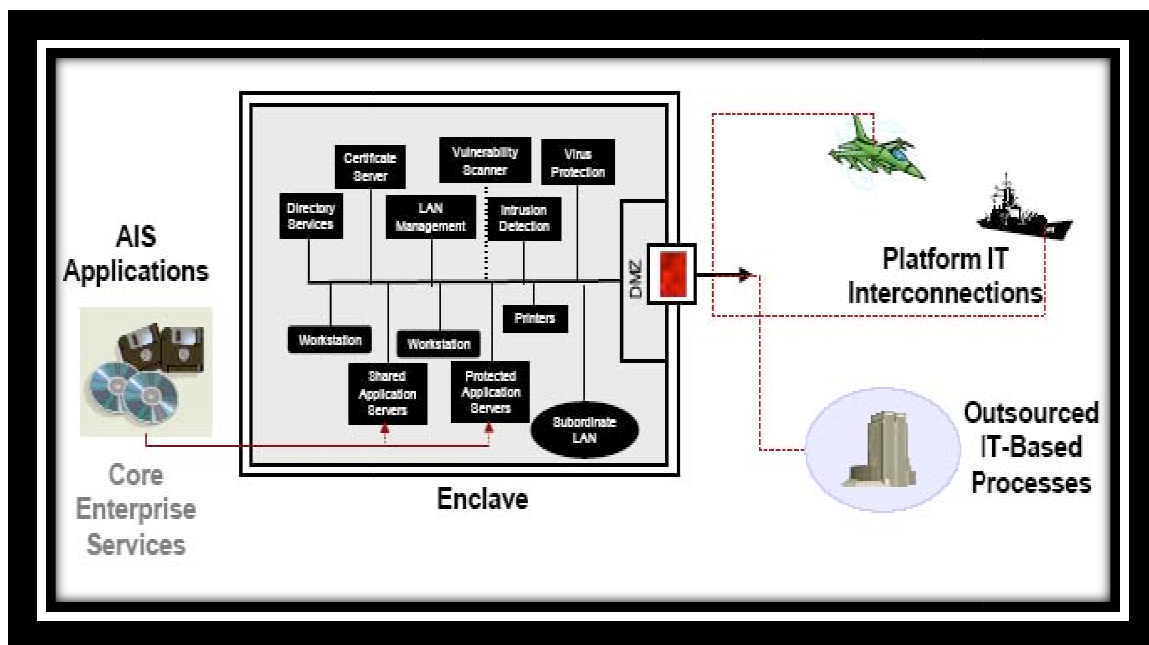 AIS
Applications
Core
Enterprise
Services
Certificate
Server
Vulnerability
Scanner
Virus
Protection
Directory
Services
LAN
Management
Intrusion
Detection
DMZ
Workstation
Workstation
Printers
Shared
Application
Servers
Protected
Application
Servers
Subordinate
LAN
Enclave
Platform IT
Interconnections
Outsourced
IT-Based
Processes